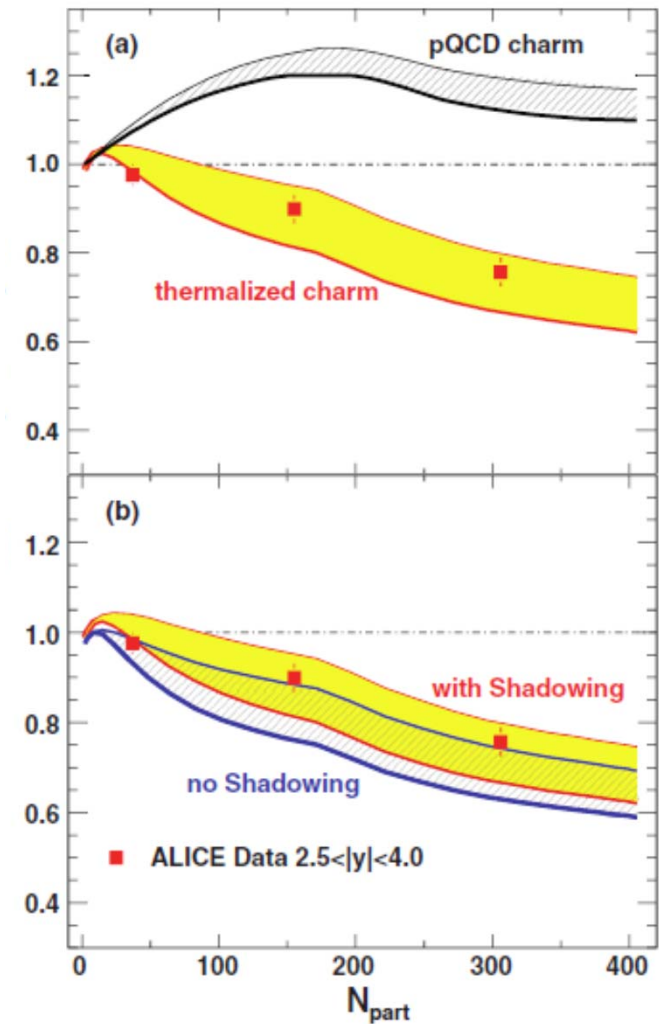 (a)
pQCD charm
1.2
1.0
0.8
thermalized charm
0.6
0.4
(b)
1.2
1.0
with Shadowing
0.8
no Shadowing
0.6
ALICE Data 2.5<|y|<4.0
0.4
0 100 200 300 400
Npart